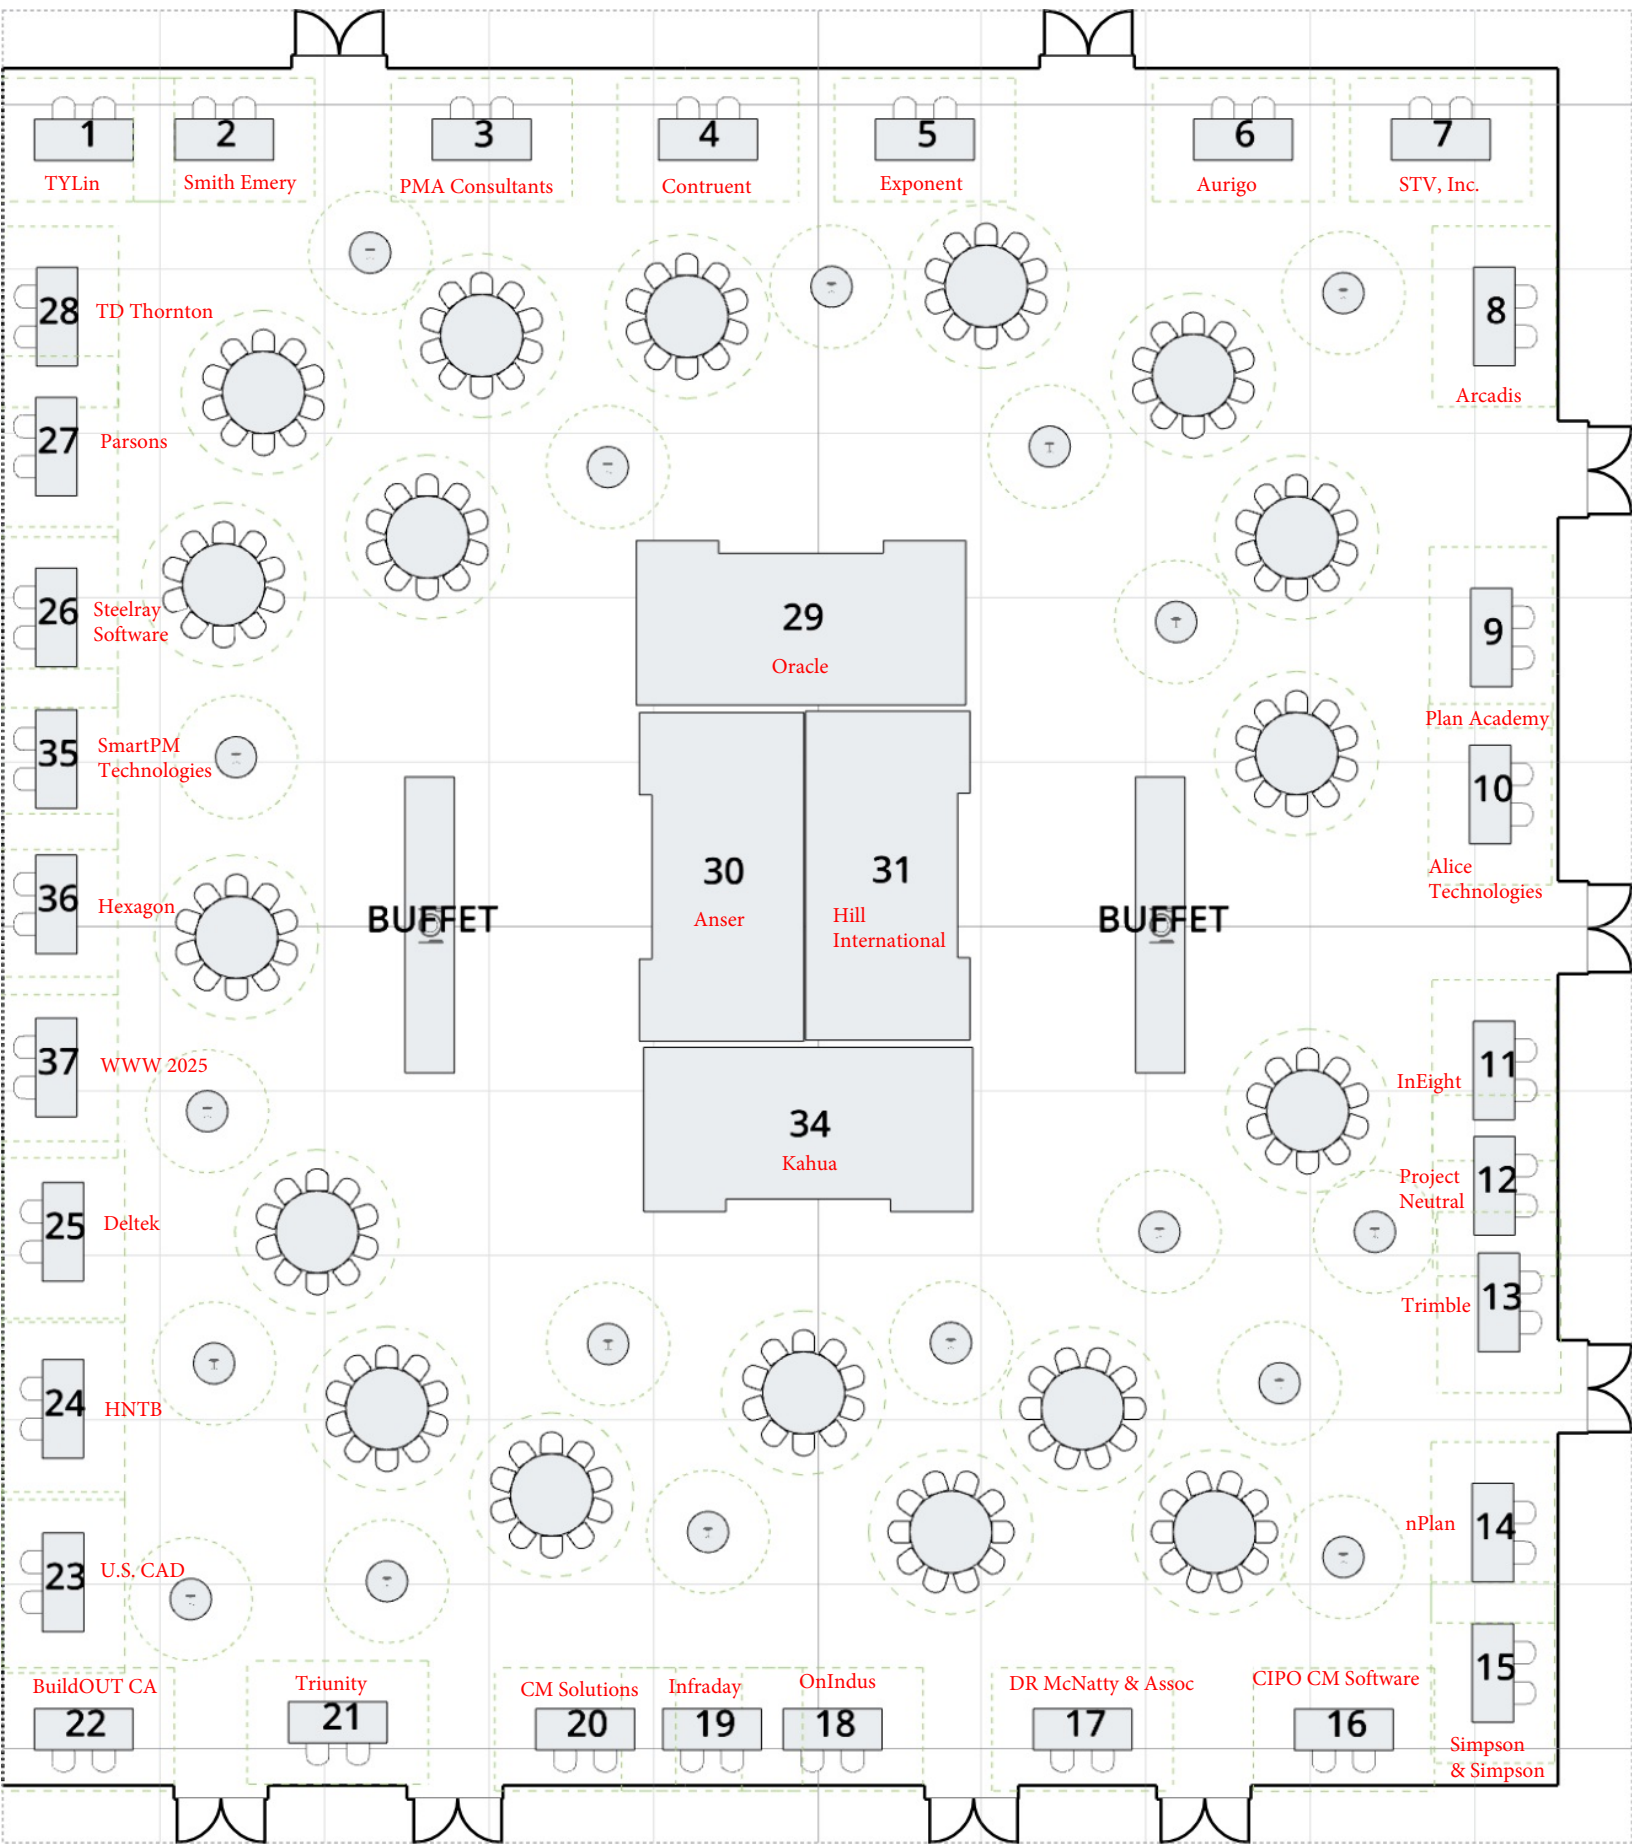 1
2
3
4
5
6
7
TYLin
Smith Emery
PMA Consultants
Contruent
Exponent
Aurigo
STV, Inc.
28
TD Thornton
8
Arcadis
27
Parsons
26
Steelray
Software
29
Oracle
9
Plan Academy
35
SmartPM
Technologies
10
Alice
Technologies
36
Hexagon
BUFFET
30
Anser
31
Hill
International
BUFFET
37
WWW 2025
11
InEight
34
Kahua
12
Project
Neutral
25
Deltek
13
Trimble
24
HNTB
14
nPlan
23
U.S. CAD
15
Simpson
& Simpson
BuildOUT CA
22
Triunity
21
CM Solutions
20
Infraday
19
OnIndus
18
DR McNatty & Assoc
17
CIPO CM Software
16